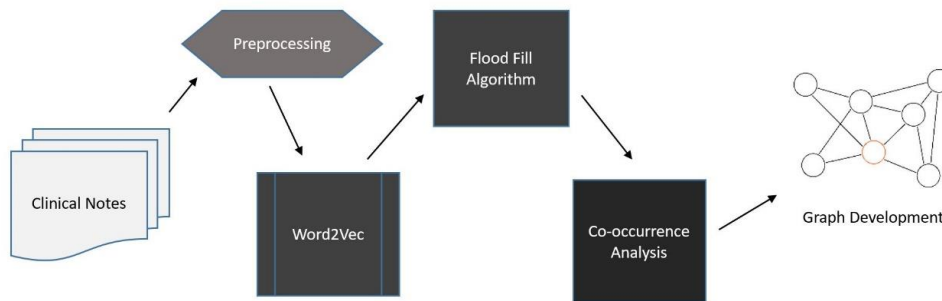 Clinical Notes
Preprocessing
Word2Vec
Flood Fill
Algorithm
Co-occurrence
Analysis
Graph Development